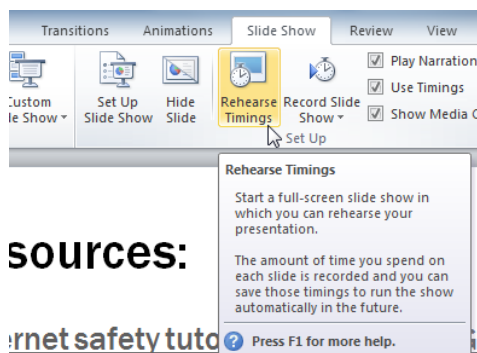 Transitions Animations Slide Show Review View
Custom Set Up Hide Rehearse Record Slide
Slide Show Slide Timings Show
Play Narration
Use Timings
Show Media
Set Up
Rehearse Timings
Start a full-screen slide show in
which you can rehearse your
presentation.
The amount of time you spend on
each slide is recorded and you can
save those timings to run the show
automatically in the future.
Press F1 for more help.
sources:
ernet safety tuto